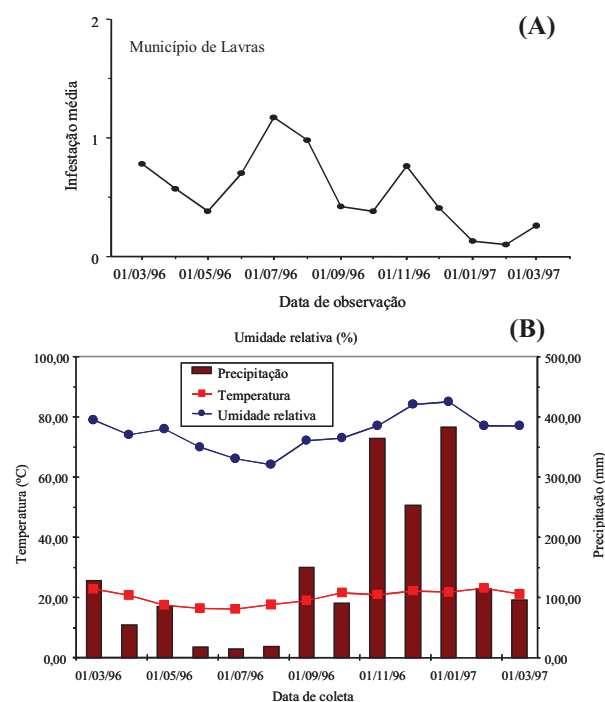 (A)
Município de Lavras
2
1
0
Infestação média
01/03/96 01/05/96 01/07/96 01/09/96 01/11/96 01/01/97 01/03/97
Data de observação
(B)
Umidade relativa (%)
100,00
80,00
60,00
40,00
20,00
0,00
Temperatura (ºC)
Precipitação
Temperatura
Umidade relativa
500,00
400,00
300,00
200,00
100,00
0,00
Precipitação (mm)
01/03/96 01/05/96 01/07/96 01/09/96 01/11/96 01/01/97 01/03/97
Data de coleta